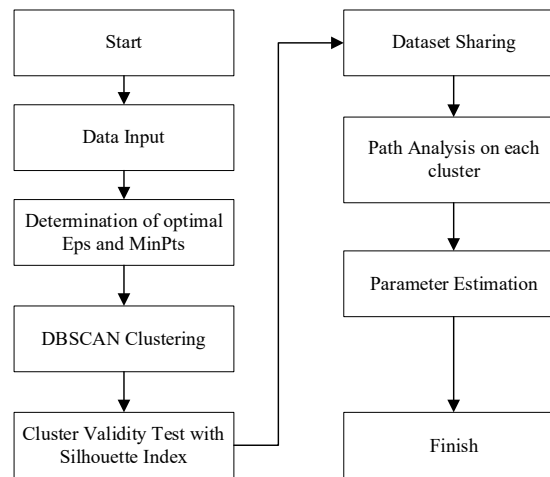 Start
Data Input
Determination of optimal
Eps and MinPts
DBSCAN Clustering
Cluster Validity Test with
Silhouette Index
Dataset Sharing
Path Analysis on each
cluster
Parameter Estimation
Finish